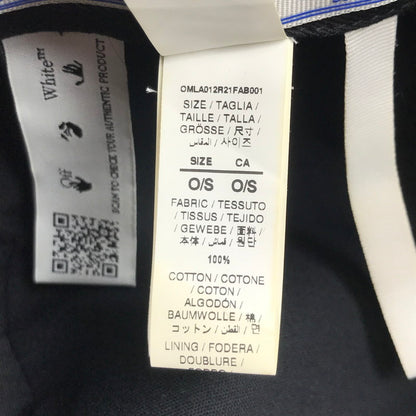 White™
Off
SCAN TO CHECK YOUR AUTHENTIC PRODUCT
OMLA012R21FAB001
SIZE / TAGLIA /
TAILLE / TALLA /
GRÖSSE / 尺寸 /
المقاس / 사이즈
SIZE CA
O/S O/S
FABRIC / TESSUTO
/ TISSUS / TEJIDO
/ GEWEBE / 面料 /
本体 / قماش / 원단
100%
COTTON / COTONE
/ COTON /
ALGODÓN /
BAUMWOLLE / 棉 /
コットン / القطن / 면
LINING / FODERA /
DOUBLURE /